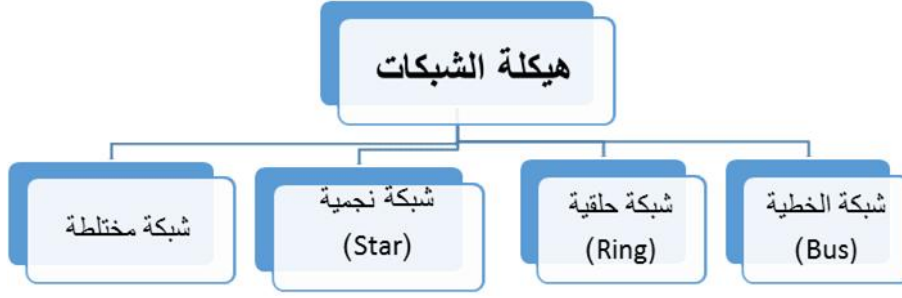 هيكلة الشبكات
شبكة الخطية
(Bus)
شبكة حلقية
(Ring)
شبكة نجمية
(Star)
شبكة مختلطة